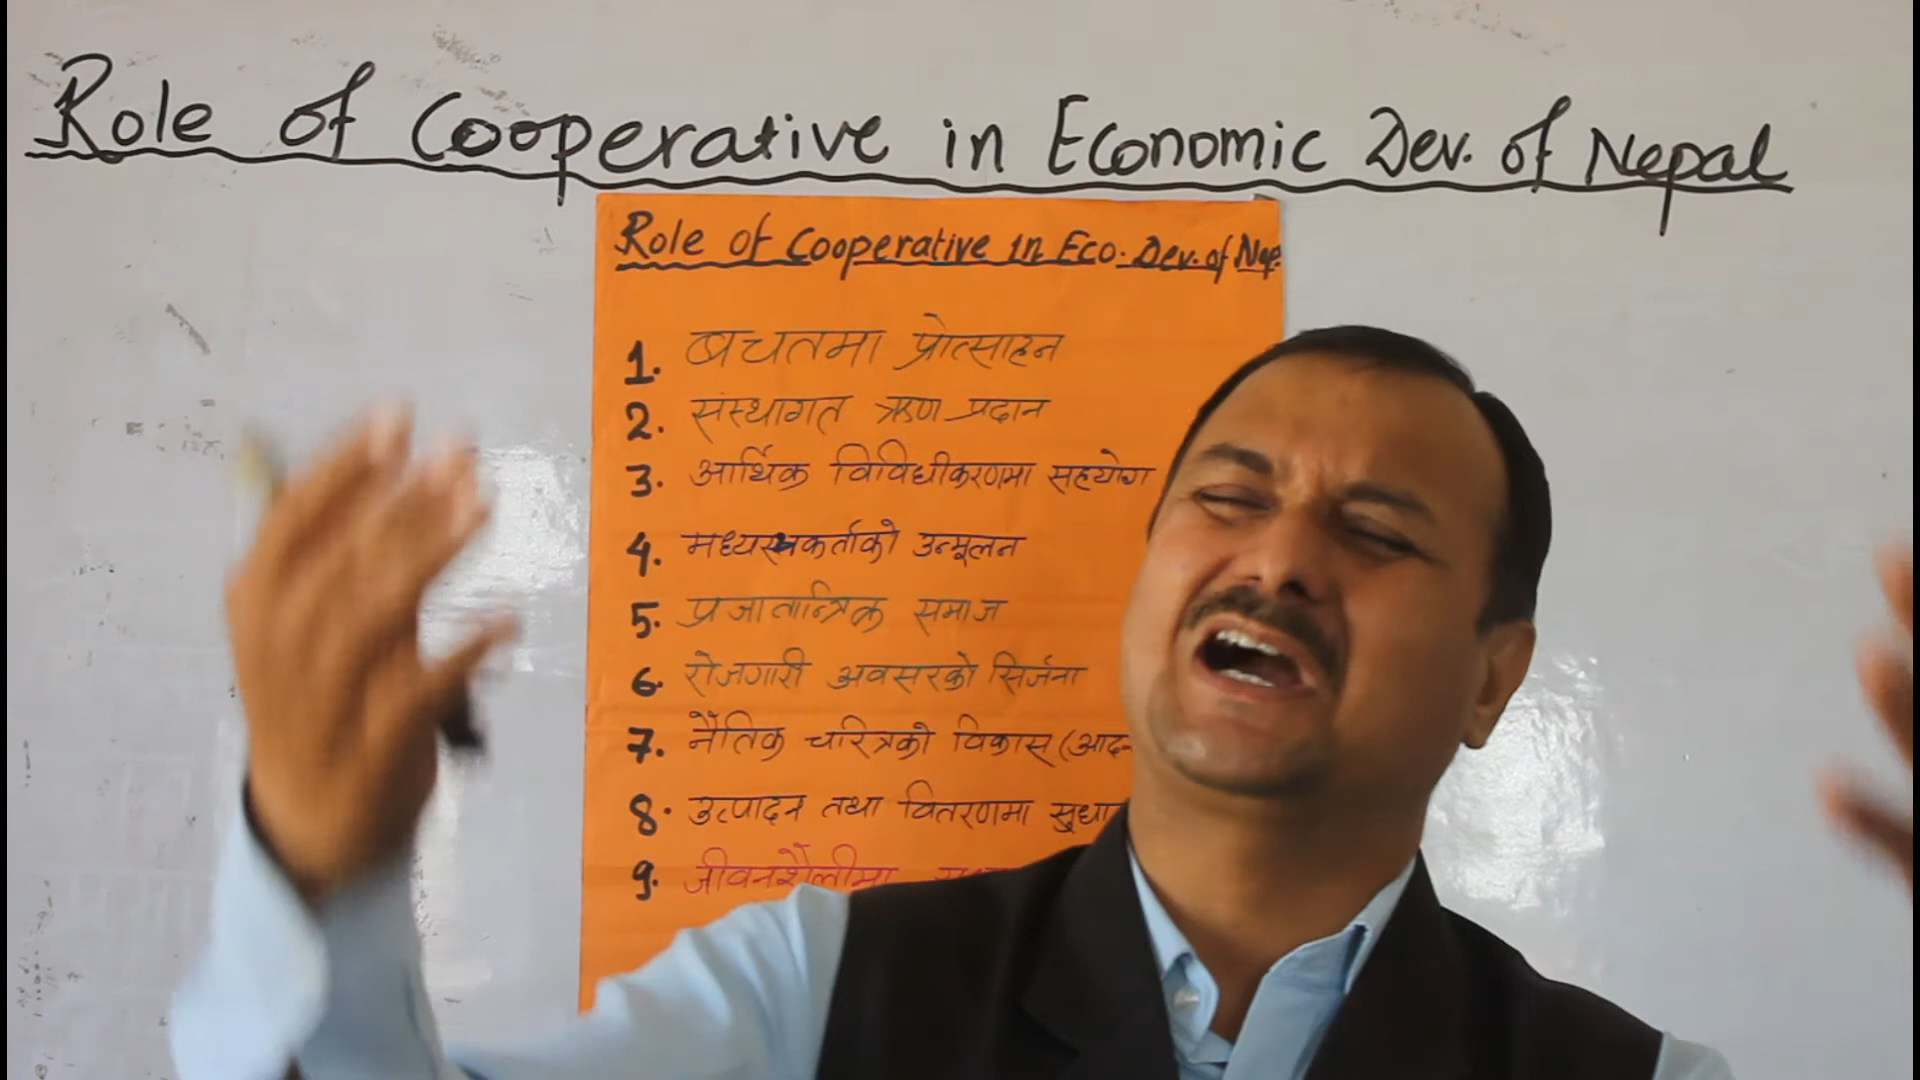 Role of Cooperative in Economic Dev. of Nepal
Role of Cooperative in Eco. Dev. of Nep.
1. बचतमा प्रोत्साहन
2. संस्थागत ऋण प्रदान
3. आर्थिक विविधीकरणमा सहयोग
4. मध्यस्थकर्ताको उन्मूलन
5. प्रजातान्त्रिक समाज
6. रोजगारी अवसरको सिर्जना
7. नैतिक चरित्रको विकास
8. उत्पादन तथा वितरणमा
9. जीवनशैलीमा